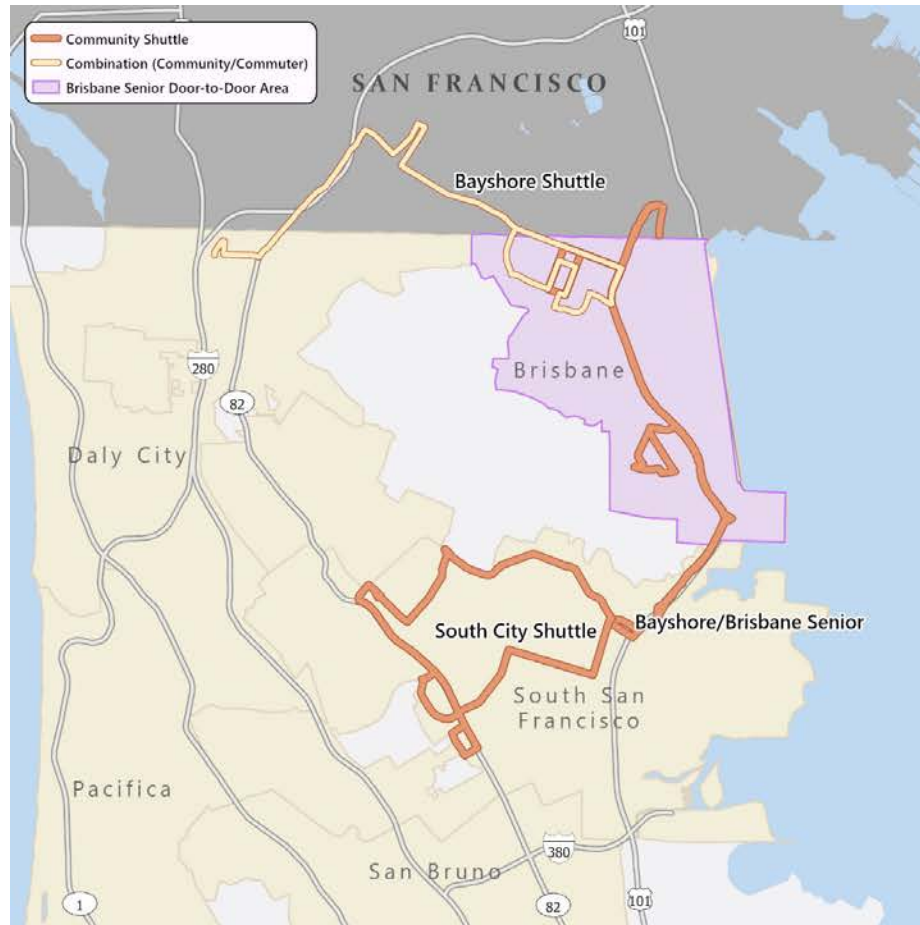 Community Shuttle
Combination (Community/Commuter)
Brisbane Senior Door-to-Door Area
101
SAN FRANCISCO
Bayshore Shuttle
280
Brisbane
82
Daly City
South City Shuttle
Bayshore/Brisbane Senior
South San
Francisco
Pacifica
380
San Bruno
1
82
101